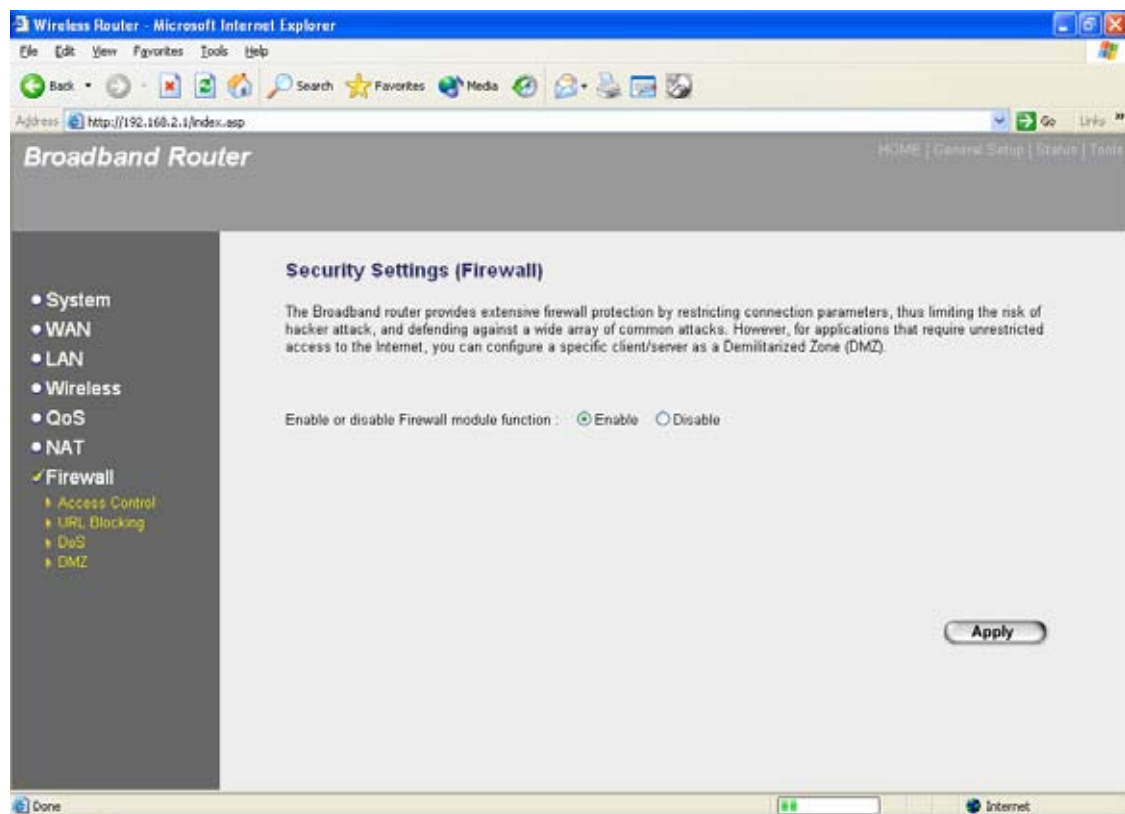 Wireless Router - Microsoft Internet Explorer
File Edit View Favorites Tools Help
Back Search Favorites Media
Address http://192.168.2.1/index.asp Go Links »
Broadband Router
HOME | General Setup | Status | Tools
Security Settings (Firewall)
The Broadband router provides extensive firewall protection by restricting connection parameters, thus limiting the risk of
hacker attack, and defending against a wide array of common attacks. However, for applications that require unrestricted
access to the Internet, you can configure a specific client/server as a Demilitarized Zone (DMZ).
System
WAN
LAN
Wireless
QoS
NAT
Firewall
Access Control
URL Blocking
DoS
DMZ
Enable or disable Firewall module function : Enable Disable
Apply
Done Internet